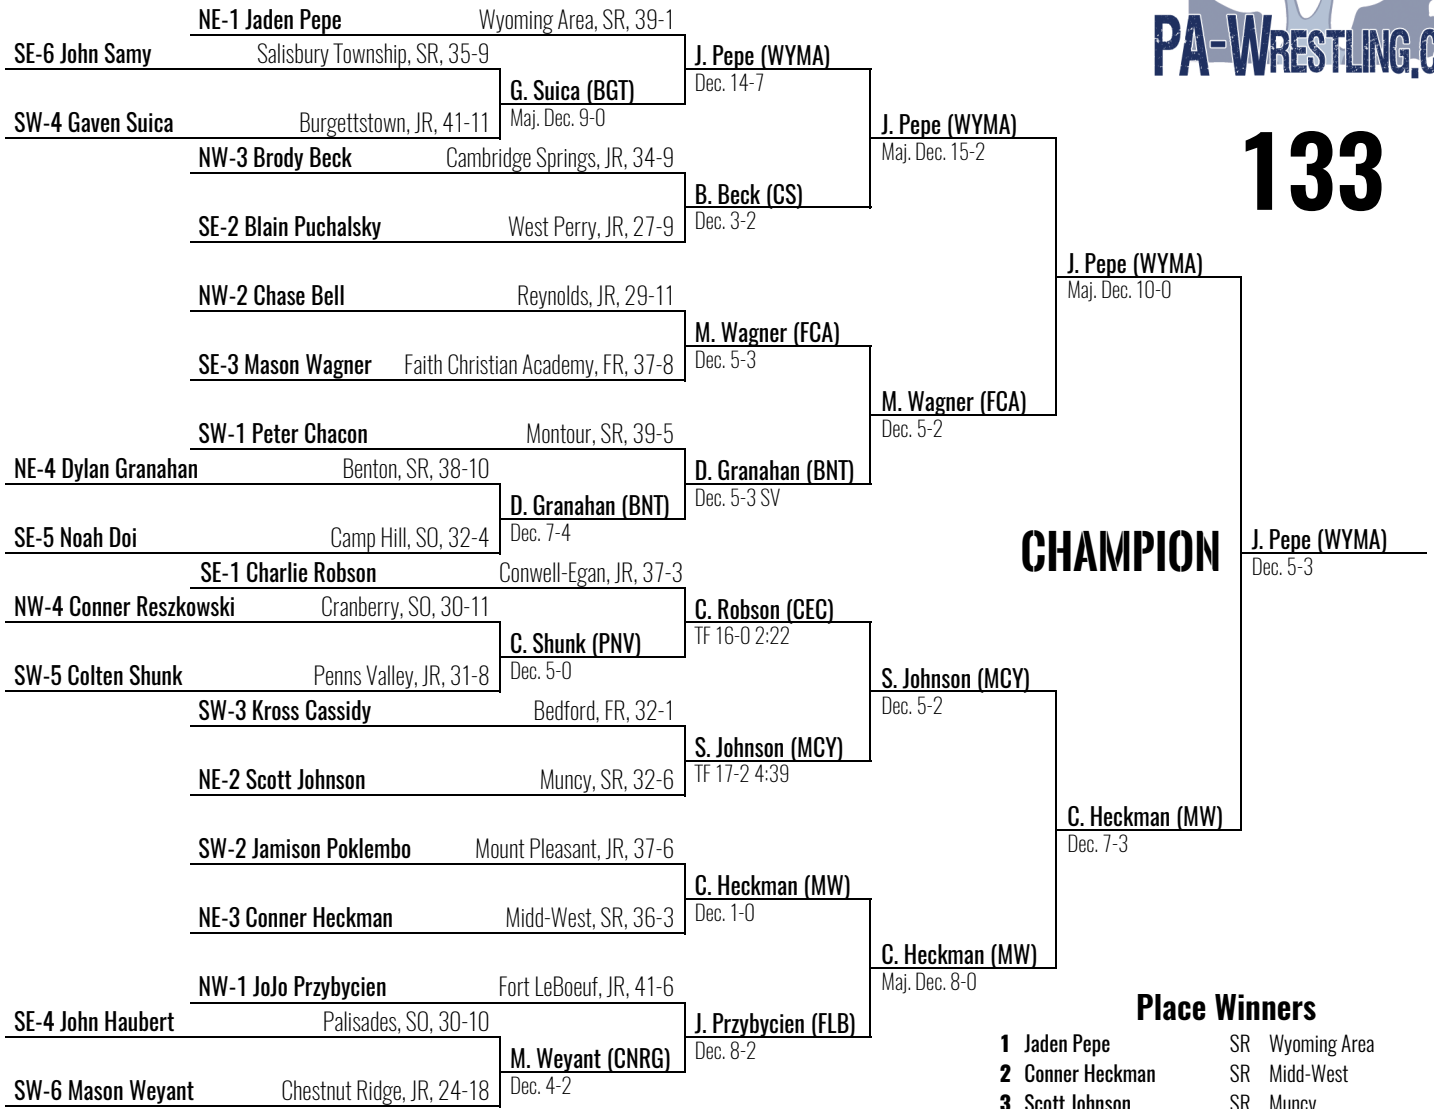 NE-1 Jaden Pepe Wyoming Area, SR, 39-1
SE-6 John Samy Salisbury Township, SR, 35-9
J. Pepe (WYMA)
Dec. 14-7
G. Suica (BGT)
Maj. Dec. 9-0
SW-4 Gaven Suica Burgettstown, JR, 41-11
J. Pepe (WYMA)
Maj. Dec. 15-2
NW-3 Brody Beck Cambridge Springs, JR, 34-9
B. Beck (CS)
Dec. 3-2
SE-2 Blain Puchalsky West Perry, JR, 27-9
PA-WRESTLING.C
133
J. Pepe (WYMA)
Maj. Dec. 10-0
NW-2 Chase Bell Reynolds, JR, 29-11
M. Wagner (FCA)
Dec. 5-3
SE-3 Mason Wagner Faith Christian Academy, FR, 37-8
M. Wagner (FCA)
Dec. 5-2
SW-1 Peter Chacon Montour, SR, 39-5
NE-4 Dylan Granahan Benton, SR, 38-10
D. Granahan (BNT)
Dec. 5-3 SV
D. Granahan (BNT)
Dec. 7-4
SE-5 Noah Doi Camp Hill, SO, 32-4
CHAMPION
J. Pepe (WYMA)
Dec. 5-3
SE-1 Charlie Robson Conwell-Egan, JR, 37-3
NW-4 Conner Reszkowski Cranberry, SO, 30-11
C. Robson (CEC)
TF 16-0 2:22
C. Shunk (PNV)
Dec. 5-0
SW-5 Colten Shunk Penns Valley, JR, 31-8
S. Johnson (MCY)
Dec. 5-2
SW-3 Kross Cassidy Bedford, FR, 32-1
S. Johnson (MCY)
TF 17-2 4:39
NE-2 Scott Johnson Muncy, SR, 32-6
C. Heckman (MW)
Dec. 7-3
SW-2 Jamison Poklembo Mount Pleasant, JR, 37-6
C. Heckman (MW)
Dec. 1-0
NE-3 Conner Heckman Midd-West, SR, 36-3
C. Heckman (MW)
Maj. Dec. 8-0
NW-1 JoJo Przybycien Fort LeBoeuf, JR, 41-6
SE-4 John Haubert Palisades, SO, 30-10
J. Przybycien (FLB)
Dec. 8-2
M. Weyant (CNRG)
Dec. 4-2
SW-6 Mason Weyant Chestnut Ridge, JR, 24-18
Place Winners
1 Jaden Pepe SR Wyoming Area
2 Conner Heckman SR Midd-West
3 Scott Johnson SR Muncy